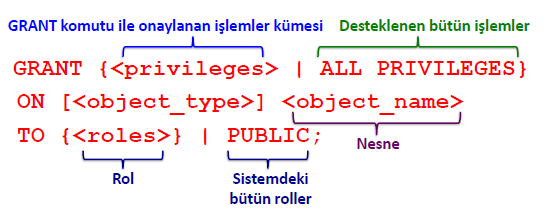 GRANT komutu ile onaylanan işlemler kümesi Desteklenen bütün işlemler
GRANT {<privileges> | ALL PRIVILEGES}
ON [<object_type>] <object_name>
TO {<roles>} | PUBLIC;
Nesne
Rol Sistemdeki
bütün roller